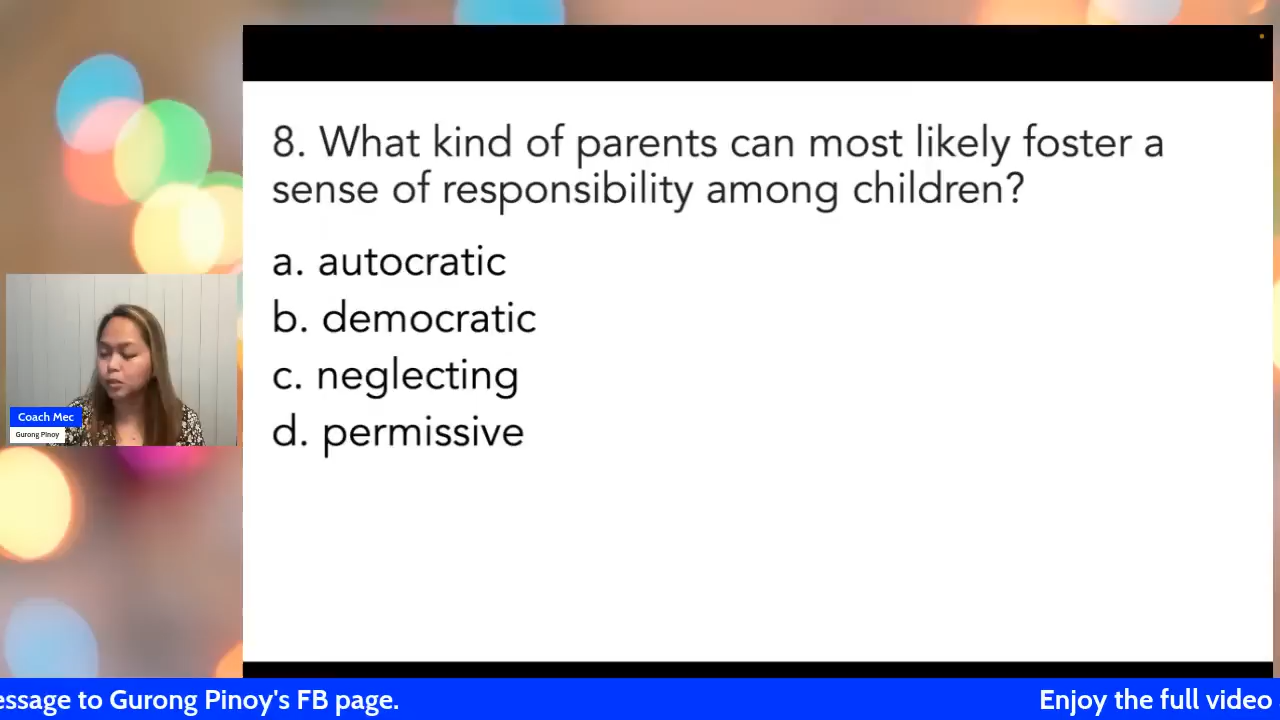 8. What kind of parents can most likely foster a
sense of responsibility among children?
a. autocratic
b. democratic
c. neglecting
d. permissive
Coach Mec
Gurong Pinoy
essage to Gurong Pinoy's FB page.
Enjoy the full video